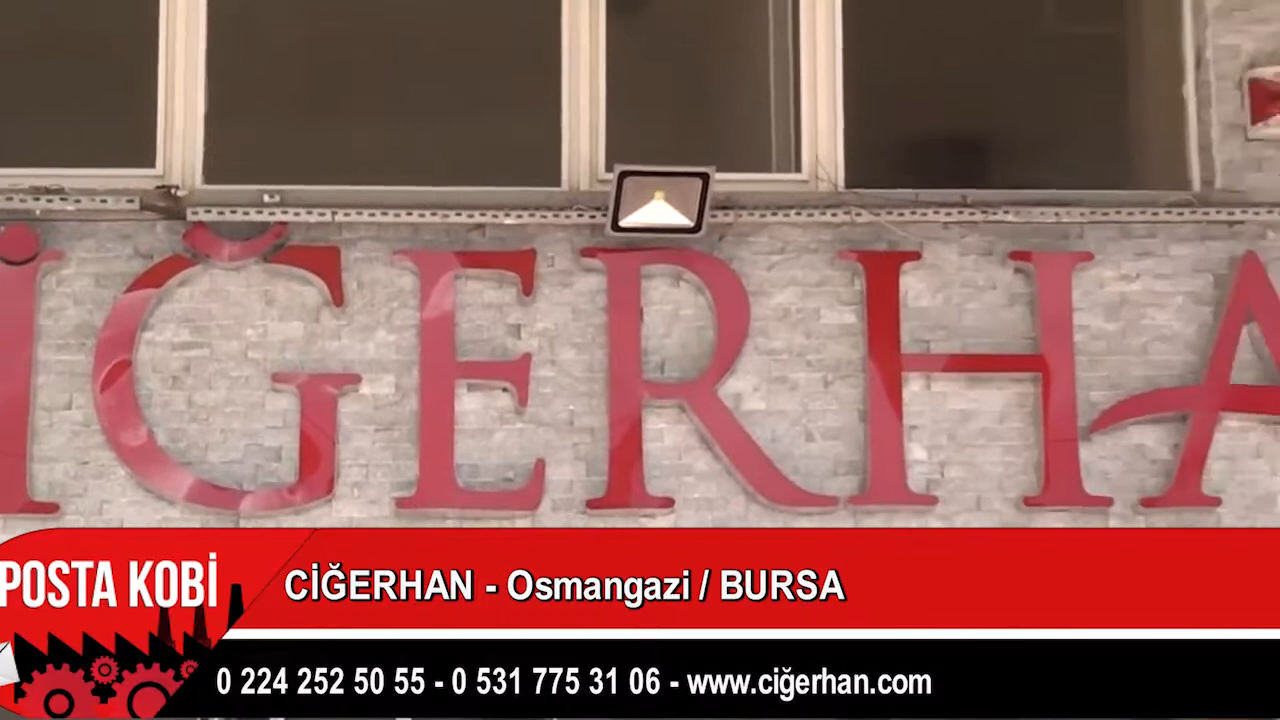 İĞERHA
POSTA KOBİ
CİĞERHAN - Osmangazi / BURSA
0 224 252 50 55 - 0 531 775 31 06 - www.ciğerhan.com